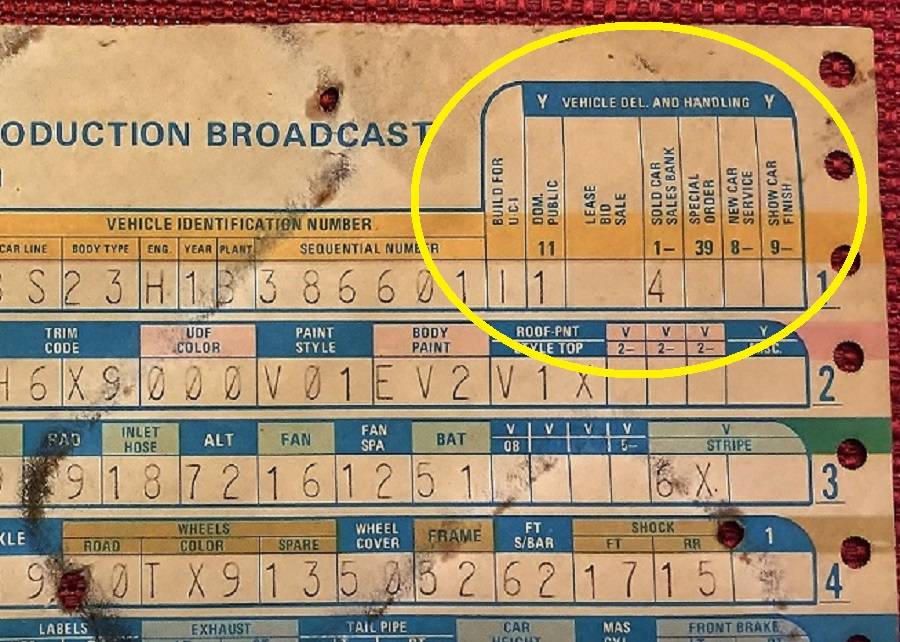 ODUCTION BROADCAST
Y VEHICLE DEL. AND HANDLING Y
BUILD FOR U CI
DOM. PUBLIC
LEASE BID SALE
SOLD CAR SALES BANK
SPECIAL ORDER
NEW CAR SERVICE
SHOW CAR FINISH
11 1– 39 8– 9–
VEHICLE IDENTIFICATION NUMBER
CAR LINE BODY TYPE ENG. YEAR PLANT SEQUENTIAL NUMBER
S 2 3 H 1 B 3 8 6 6 0 1 I 1 4 1
TRIM CODE UDF COLOR PAINT STYLE BODY PAINT ROOF-PNT STYLE TOP V 2– V 2– V 2– Y MISC.
H 6 X 9 0 0 0 V 0 1 E V 2 V 1 X 2
RAD INLET HOSE ALT FAN FAN SPA BAT V 08 V V V 5– V STRIPE
9 1 8 7 2 1 6 1 2 5 1 6 X 3
WHEELS WHEEL COVER FRAME FT S/BAR SHOCK 1
KLE ROAD COLOR SPARE FT RR
9 0 T X 9 1 3 5 0 5 2 6 2 1 7 1 5 4
LABELS EXHAUST TAIL PIPE CAR HEIGHT MAS CYL FRONT BRAKE